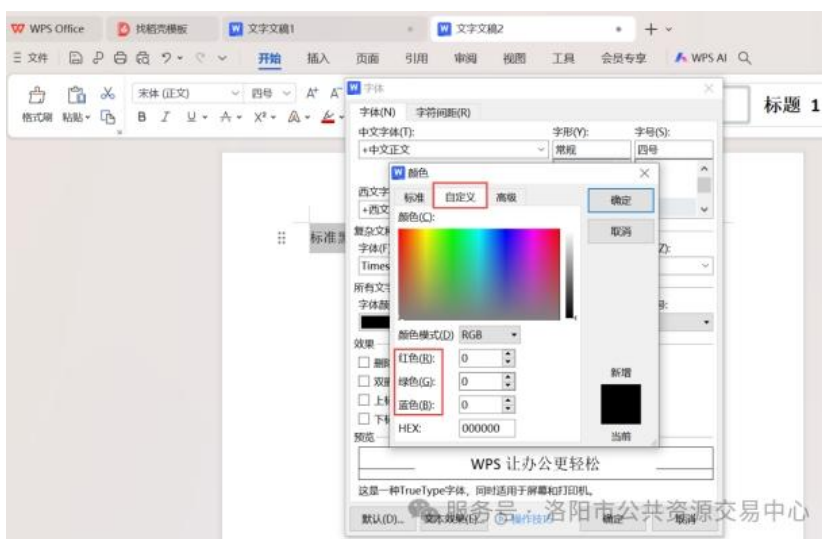 WPS Office 找稻壳模板 文字文稿1 文字文稿2
文件 开始 插入 页面 引用 审阅 视图 工具 会员专享 WPS AI
格式刷 粘贴 宋体 (正文) 四号 A+ A- 标题 1
B I U A X² A
字体
字体(N) 字符间距(R)
中文字体(T): 字形(Y): 字号(S):
+中文正文 常规 四号
颜色
标准 自定义 高级 确定
西文字
+西文
颜色(C):
取消
标准
复杂文
字体(F Z):
Times
所有文字
字体颜 号:
颜色模式(D) RGB
效果
红色(R): 0
绿色(G): 0
蓝色(B): 0
HEX: 000000
新增
当前
删除
双删
上标
下标
预览
WPS 让办公更轻松
这是一种TrueType字体，同时适用于屏幕和打印机。
默认(D)... 文本效果(E)... 操作技巧 确定 取消
服务号 · 洛阳市公共资源交易中心